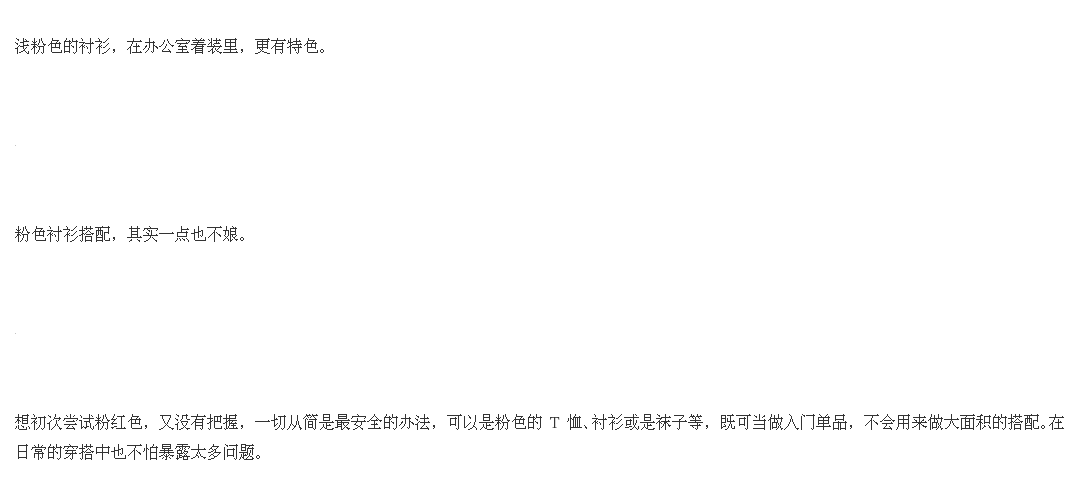 浅粉色的衬衫，在办公室着装里，更有特色。
粉色衬衫搭配，其实一点也不娘。
想初次尝试粉红色，又没有把握，一切从简是最安全的办法，可以是粉色的 T 恤、衬衫或是袜子等，既可当做入门单品，不会用来做大面积的搭配。在
日常的穿搭中也不怕暴露太多问题。